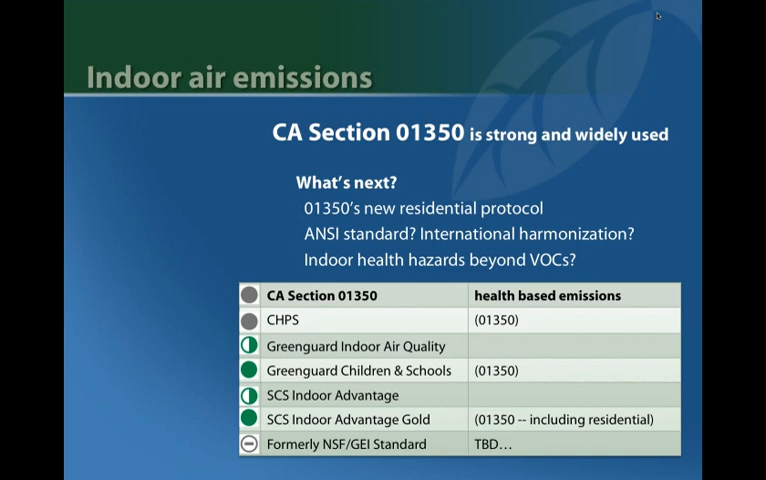 Indoor air emissions
CA Section 01350 is strong and widely used
What's next?
01350's new residential protocol
ANSI standard? International harmonization?
Indoor health hazards beyond VOCs?
CA Section 01350 health based emissions
CHPS (01350)
Greenguard Indoor Air Quality
Greenguard Children & Schools (01350)
SCS Indoor Advantage
SCS Indoor Advantage Gold (01350 -- including residential)
Formerly NSF/GEI Standard TBD…